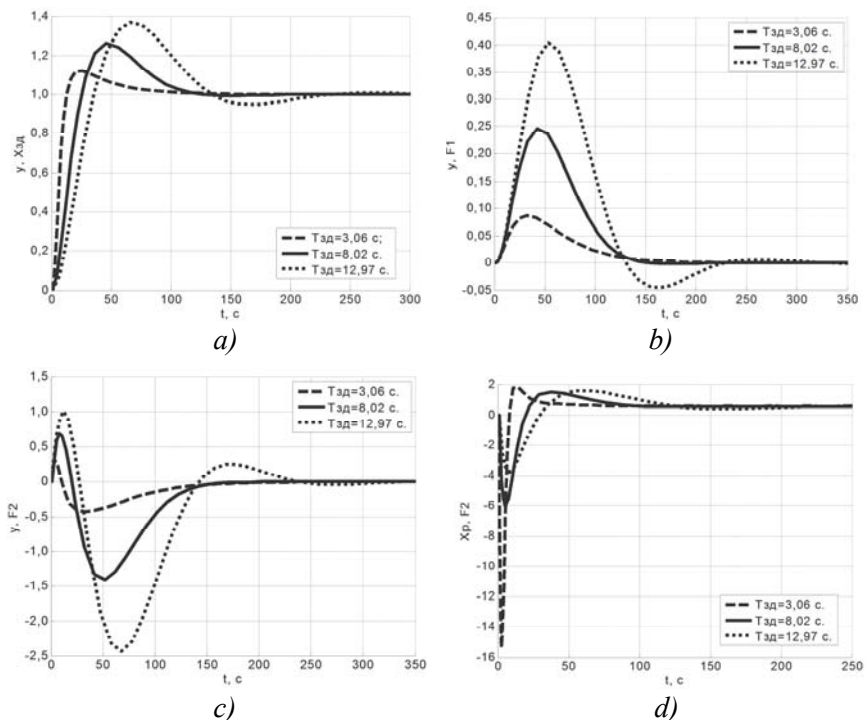 1,4
1,2
1,0
0,8
0,6
0,4
0,2
0
y, Xзд
Тзд=3,06 с;
Тзд=8,02 с.
Тзд=12,97 с.
0 50 100 150 200 250 300
t, с
a)
0,45
0,40
0,35
0,30
0,25
0,20
0,15
0,10
0,05
0
-0,05
y, F1
Тзд=3,06 с.
Тзд=8,02 с.
Тзд=12,97 с.
0 50 100 150 200 250 300 350
t, с
b)
1,5
1,0
0,5
0
-0,5
-1,0
-1,5
-2,0
-2,5
y, F2
Тзд=3,06 с.
Тзд=8,02 с.
Тзд=12,97 с.
0 50 100 150 200 250 300 350
t, с
c)
2
0
-2
-4
-6
-8
-10
-12
-14
-16
Xp, F2
Тзд=3,06 с.
Тзд=8,02 с.
Тзд=12,97 с.
0 50 100 150 200 250
t, с
d)